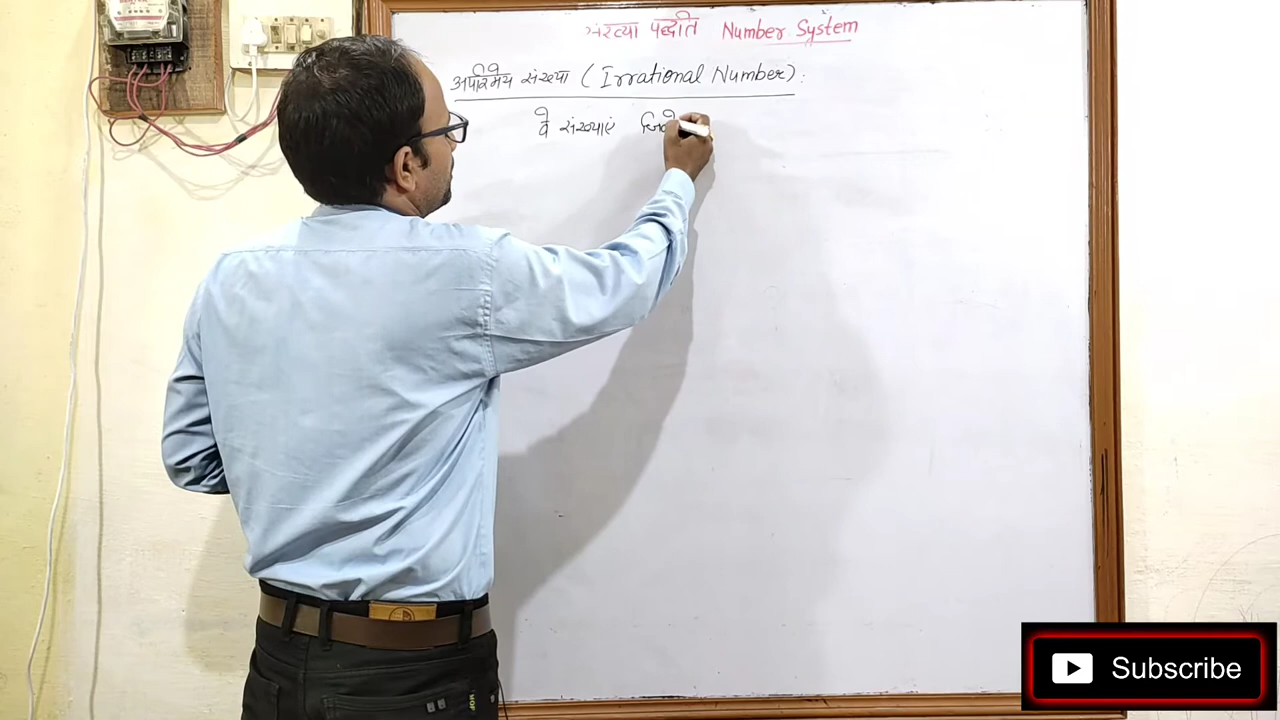 संख्या पद्धति Number System
अपरिमेय संख्या (Irrational Number):
वे संख्याएं जिन्हे
Subscribe